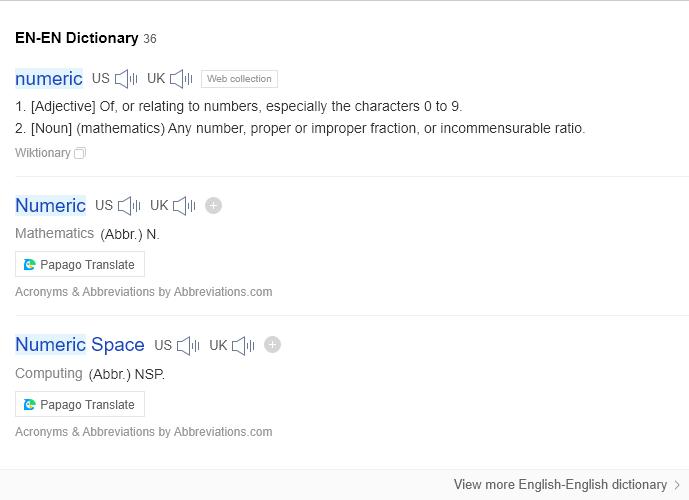 EN-EN Dictionary 36
numeric US UK Web collection
1. [Adjective] Of, or relating to numbers, especially the characters 0 to 9.
2. [Noun] (mathematics) Any number, proper or improper fraction, or incommensurable ratio.
Wiktionary
Numeric US UK
Mathematics (Abbr.) N.
Papago Translate
Acronyms & Abbreviations by Abbreviations.com
Numeric Space US UK
Computing (Abbr.) NSP.
Papago Translate
Acronyms & Abbreviations by Abbreviations.com
View more English-English dictionary